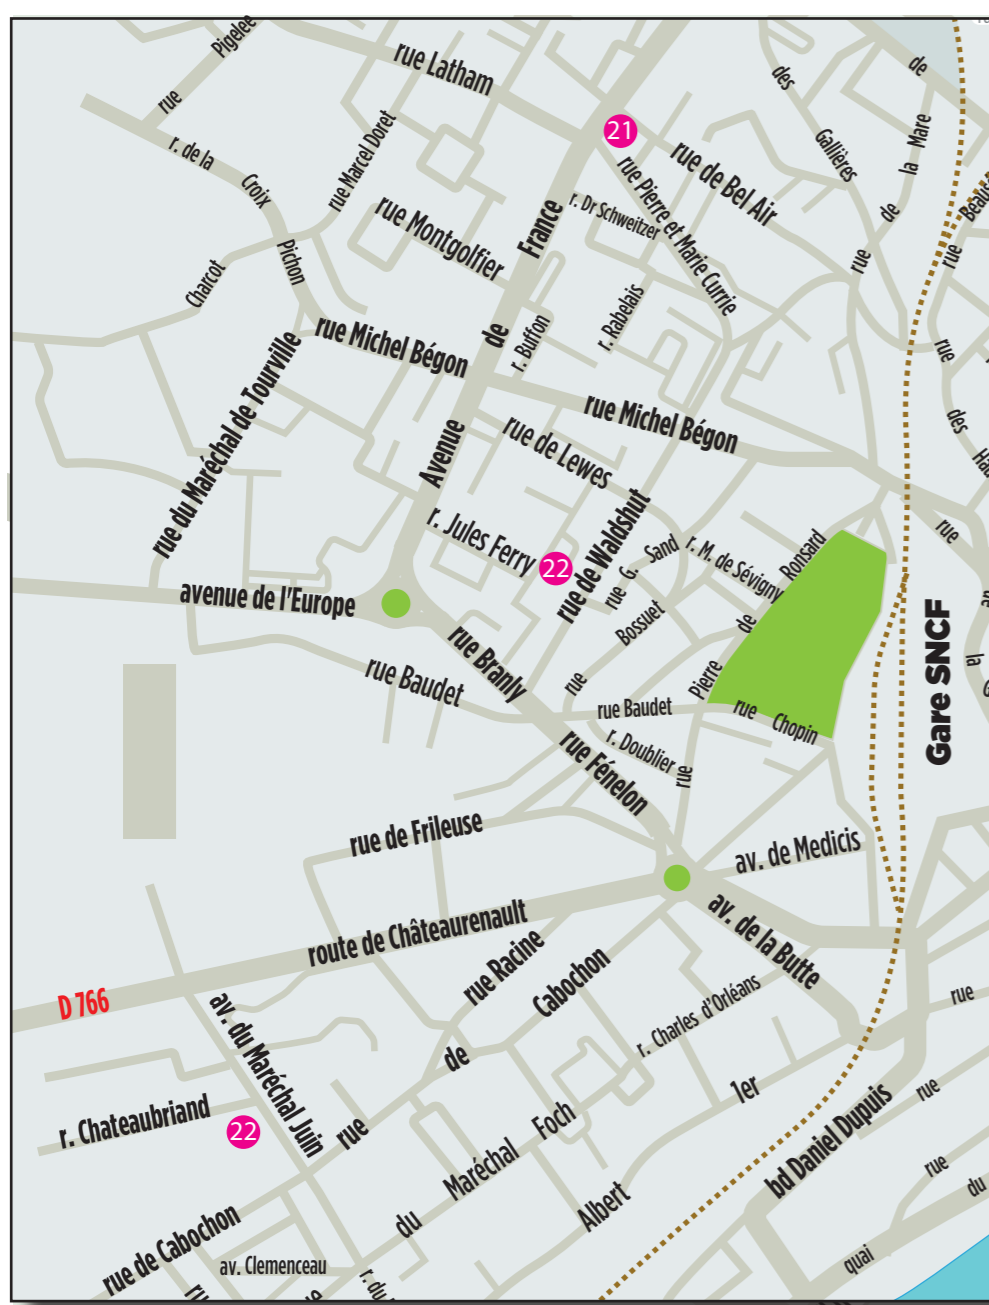 rue Pigelée
rue Latham
de
des
Gallières
21
rue de Bel Air
la Mare
r. de la
Croix
Pichon
rue Marcel Doret
rue Pierre et Marie Currie
r. Dr Schweitzer
rue Montgolfier
Avenue de France
rue de
Charcot
r. Rabelais
r. Buffon
rue
rue Michel Bégon
rue Michel Bégon
rue
des
rue du Maréchal de Tourville
rue de Lewes
r. Jules Ferry
22
rue de Waldshut
rue G. Sand
r. M. de Sévigny
rue
avenue de l'Europe
rue Bossuet
rue Pierre de Ronsard
Gare SNCF
la
rue Branly
rue Baudet
rue Baudet
rue Chopin
r. Doublier
rue Fénelon
rue de Frileuse
av. de Medicis
route de Châteaurenault
av. de la Butte
D 766
rue Racine
rue de Cabochon
r. Charles d'Orléans
rue
av. du Maréchal Juin
r. Chateaubriand
22
1er
Albert
rue
bd Daniel Dupuis
du Maréchal Foch
rue
du
quai
rue de Cabochon
av. Clemenceau
r. du